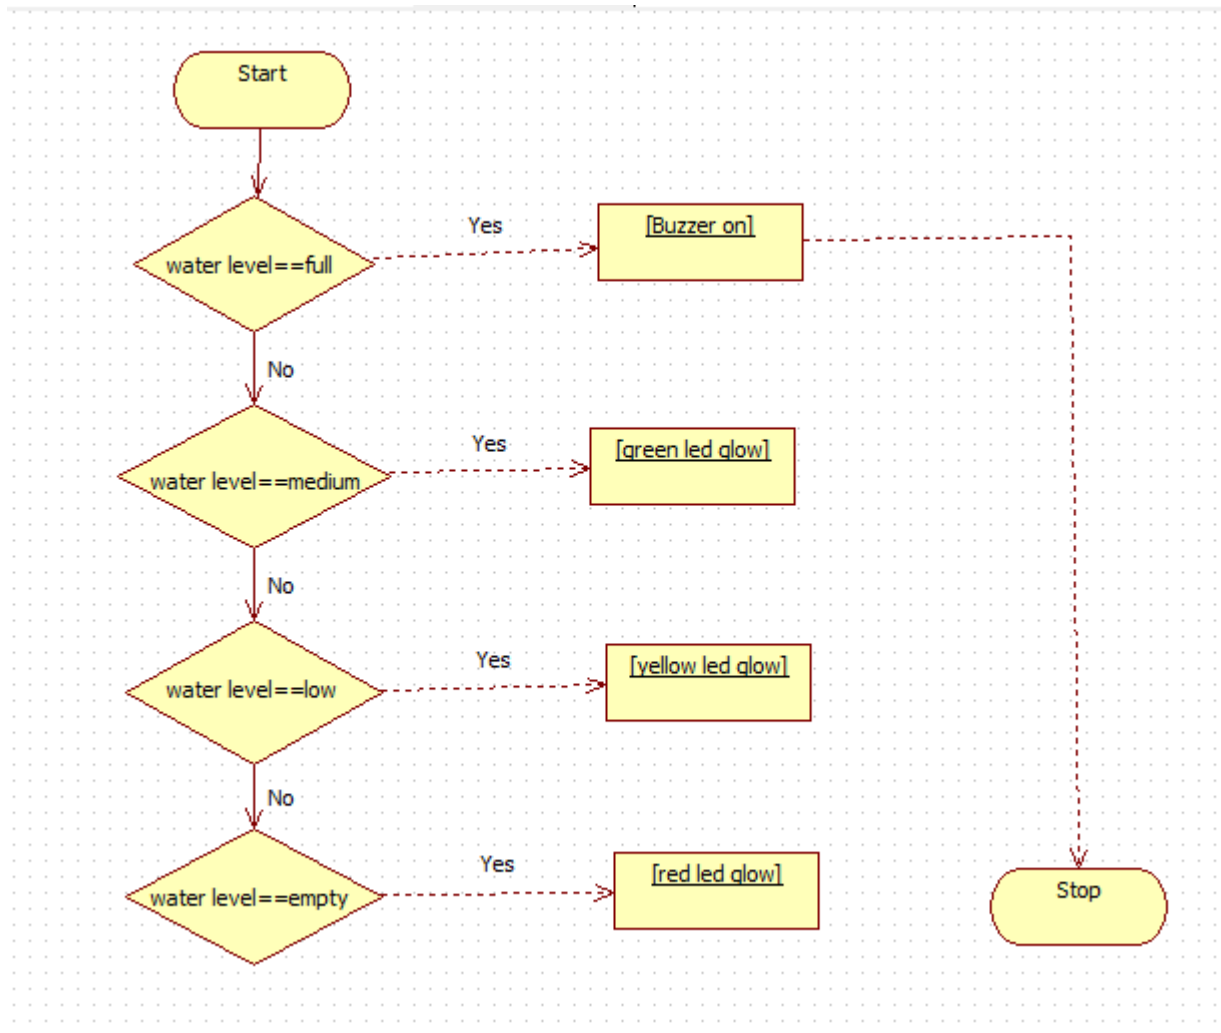 Start
water level==full
Yes
[Buzzer on]
No
water level==medium
Yes
[green led glow]
No
water level==low
Yes
[yellow led glow]
No
water level==empty
Yes
[red led glow]
Stop